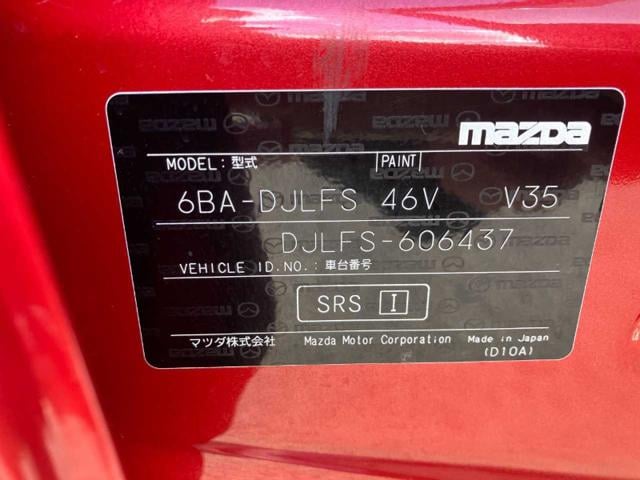 mazda
MODEL:型式 PAINT
6BA-DJLFS 46V V35
DJLFS-606437
VEHICLE ID.NO.:車台番号
SRS I
マツダ株式会社 Mazda Motor Corporation Made in Japan
(D10A)